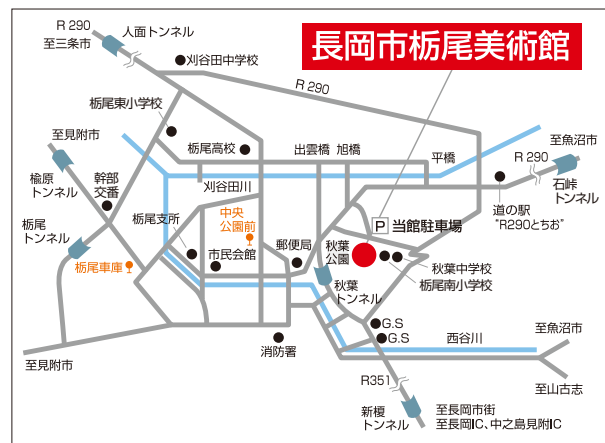 R 290
至三条市
人面トンネル
刈谷田中学校
長岡市栃尾美術館
R 290
栃尾東小学校
至見附市
栃尾高校
出雲橋
旭橋
平橋
至魚沼市
R 290
楡原
トンネル
幹部
交番
刈谷田川
石峠
トンネル
道の駅
"R290とちお"
栃尾
トンネル
栃尾支所
中央
公園前
P 当館駐車場
郵便局
秋葉
公園
市民会館
栃尾車庫
秋葉中学校
栃尾南小学校
秋葉
トンネル
G.S
G.S
西谷川
至魚沼市
消防署
至見附市
R351
至山古志
新榎
トンネル
至長岡市街
至長岡IC、中之島見附IC